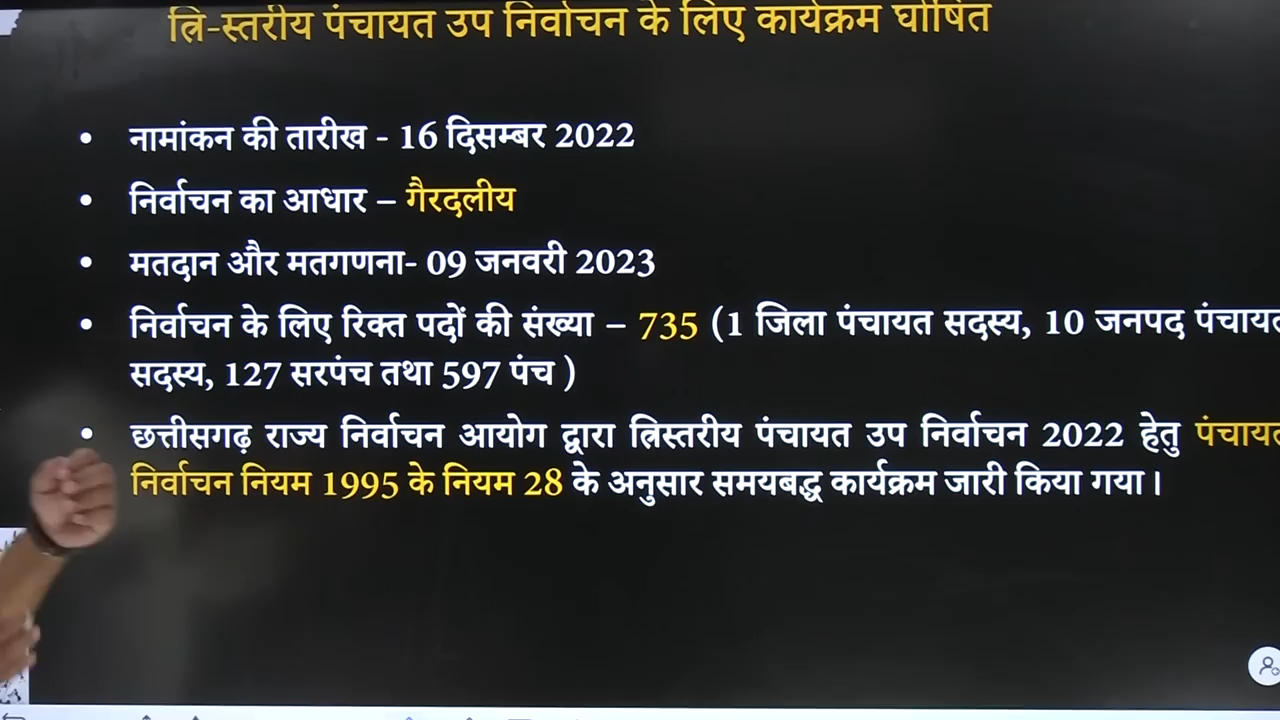 त्रि-स्तरीय पंचायत उप निर्वाचन के लिए कार्यक्रम घोषित
• नामांकन की तारीख - 16 दिसम्बर 2022
• निर्वाचन का आधार – गैरदलीय
• मतदान और मतगणना- 09 जनवरी 2023
• निर्वाचन के लिए रिक्त पदों की संख्या – 735 (1 जिला पंचायत सदस्य, 10 जनपद पंचायत
सदस्य, 127 सरपंच तथा 597 पंच )
• छत्तीसगढ़ राज्य निर्वाचन आयोग द्वारा त्रिस्तरीय पंचायत उप निर्वाचन 2022 हेतु पंचायत
निर्वाचन नियम 1995 के नियम 28 के अनुसार समयबद्ध कार्यक्रम जारी किया गया।